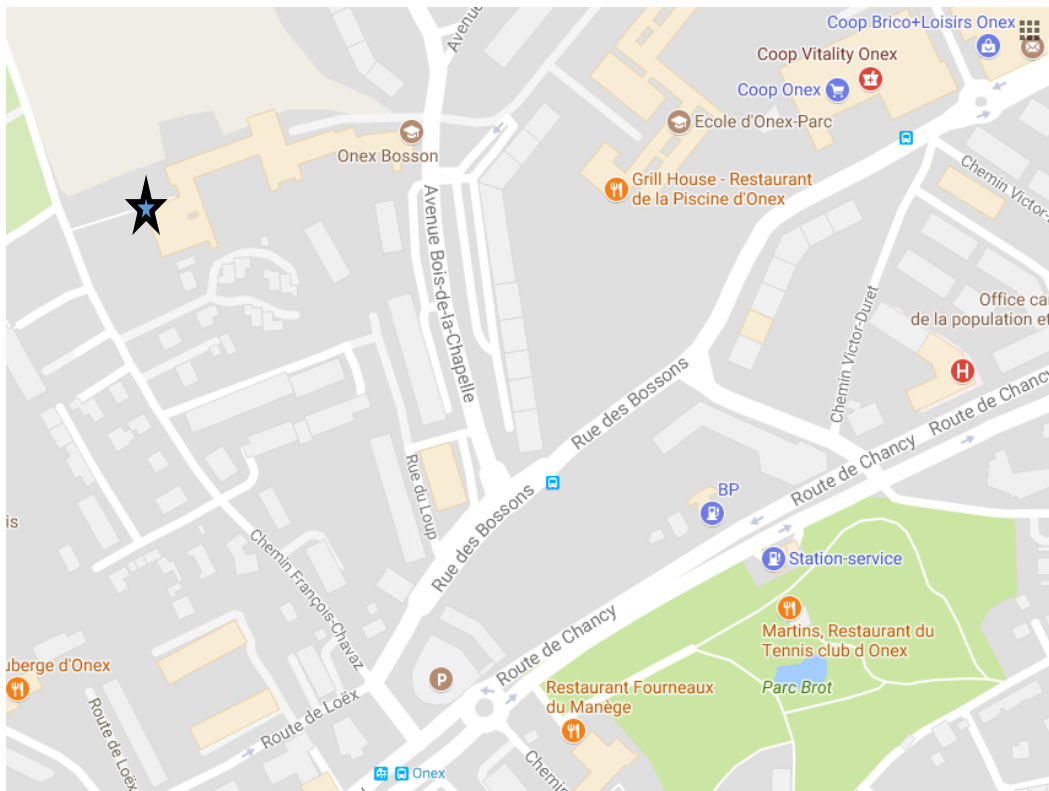 Avenue
Coop Brico+Loisirs Onex
Coop Vitality Onex
Coop Onex
Ecole d'Onex-Parc
Onex Bosson
Grill House - Restaurant
de la Piscine d'Onex
Chemin Victor-
Avenue Bois-de-la-Chapelle
Office ca
de la population et
Chemin Victor-Duret
H
Rue des Bossons
Route de Chancy
Route de Chancy
Rue du Loup
BP
Rue des Bossons
is
Station-service
Chemin François-Chavaz
Route de Chancy
Martins, Restaurant du
Tennis club d Onex
uberge d'Onex
P
Parc Brot
Restaurant Fourneaux
du Manège
Route de Loëx
Route de Loëx
Chemin
Onex